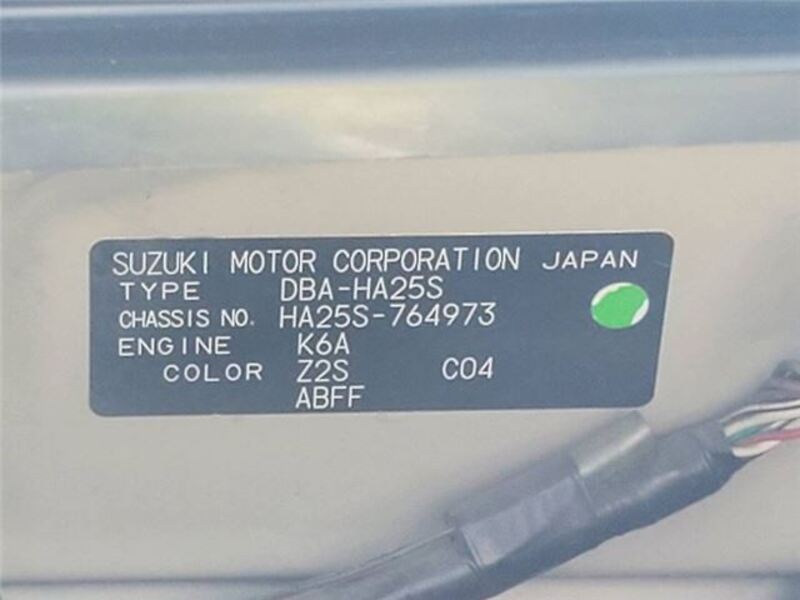 SUZUKI MOTOR CORPORATION JAPAN
TYPE DBA-HA25S
CHASSIS NO. HA25S-764973
ENGINE K6A
COLOR Z2S C04
ABFF